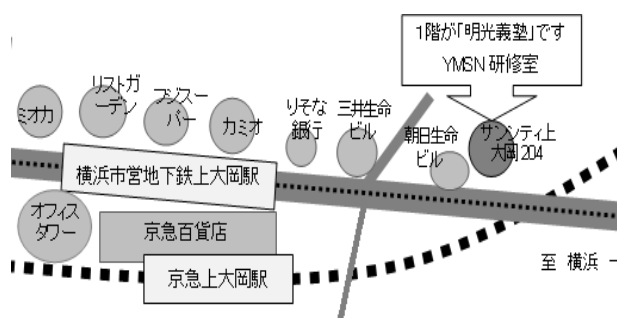 1階が「明光義塾」です
YMSN 研修室
ミオカ
リストガ
ーデン
フジスー
パー
カミオ
りそな
銀行
三井生命
ビル
朝日生命
ビル
サンシティ上
大岡204
横浜市営地下鉄上大岡駅
オフィス
タワー
京急百貨店
京急上大岡駅
至 横浜